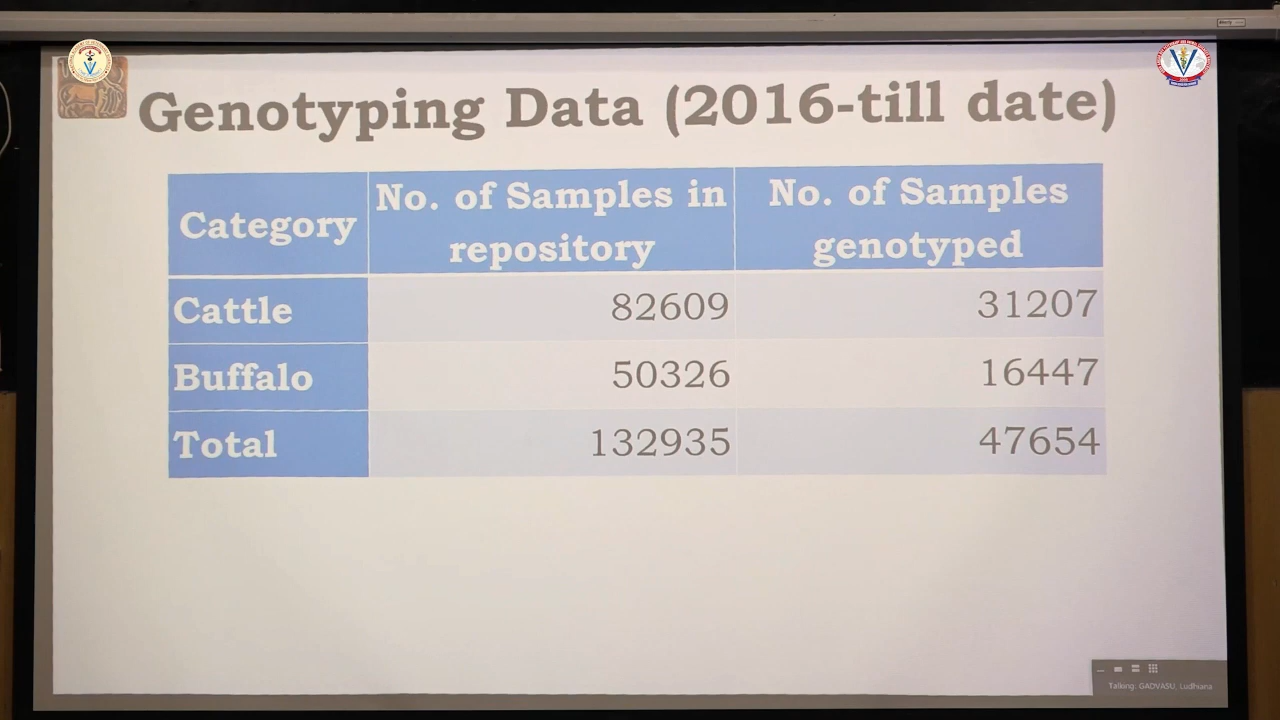 Genotyping Data (2016-till date)
Category
No. of Samples in
repository
No. of Samples
genotyped
Cattle 82609 31207
Buffalo 50326 16447
Total 132935 47654
Talking: GADVASU, Ludhiana